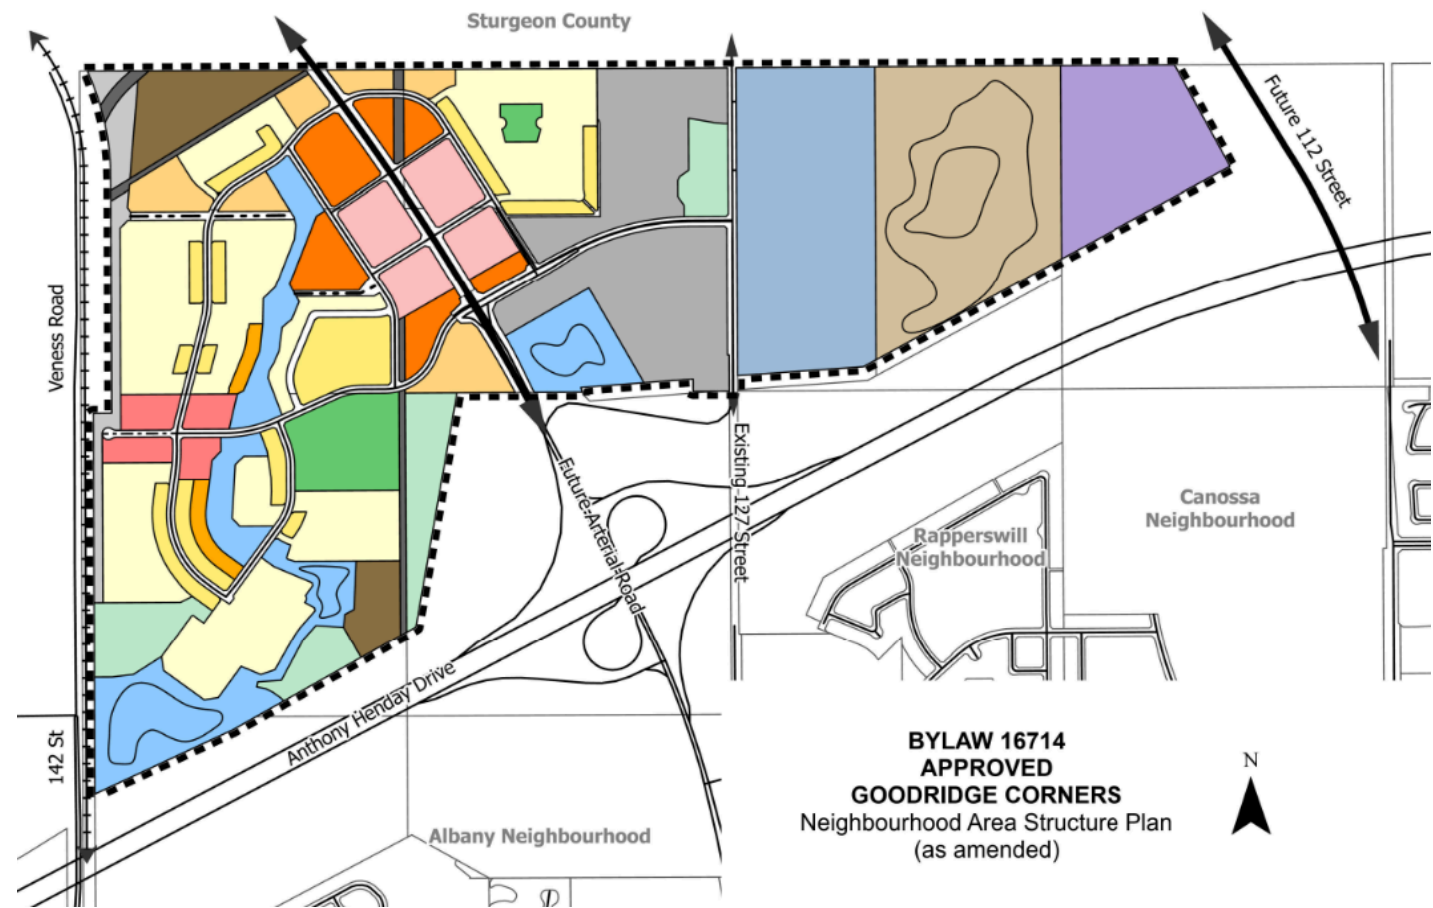 Sturgeon County
Future 112 Street
Veness Road
Existing 127 Street
Future Arterial Road
Canossa
Neighbourhood
Rapperswill
Neighbourhood
Anthony Henday Drive
142 St
BYLAW 16714
APPROVED
GOODRIDGE CORNERS
Neighbourhood Area Structure Plan
(as amended)
N
Albany Neighbourhood